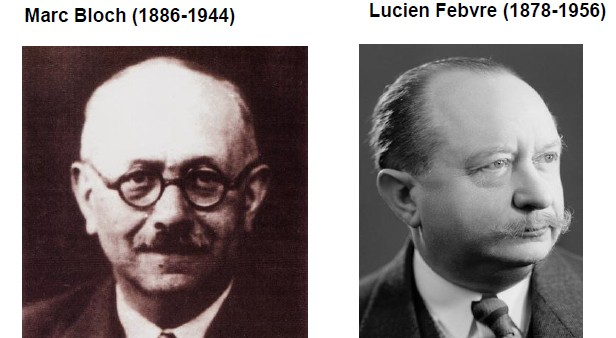 Marc Bloch (1886-1944)
Lucien Febvre (1878-1956)